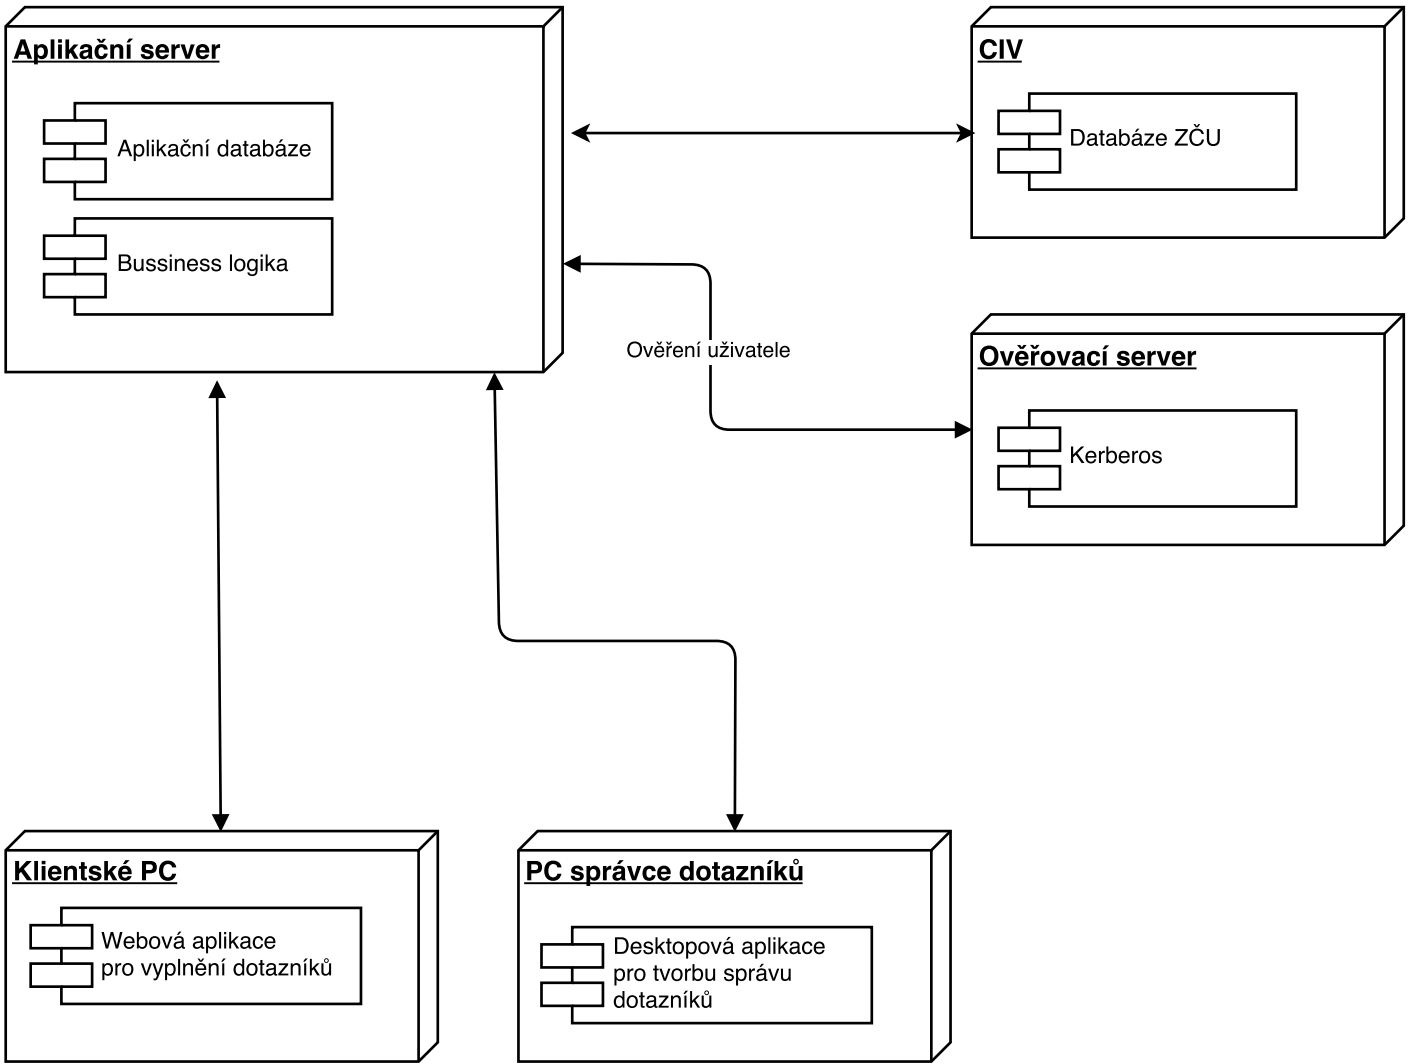 Aplikační server
Aplikační databáze
Bussiness logika
CIV
Databáze ZČU
Ověření uživatele
Ověřovací server
Kerberos
Klientské PC
Webová aplikace
pro vyplnění dotazníků
PC správce dotazníků
Desktopová aplikace
pro tvorbu správu
dotazníků